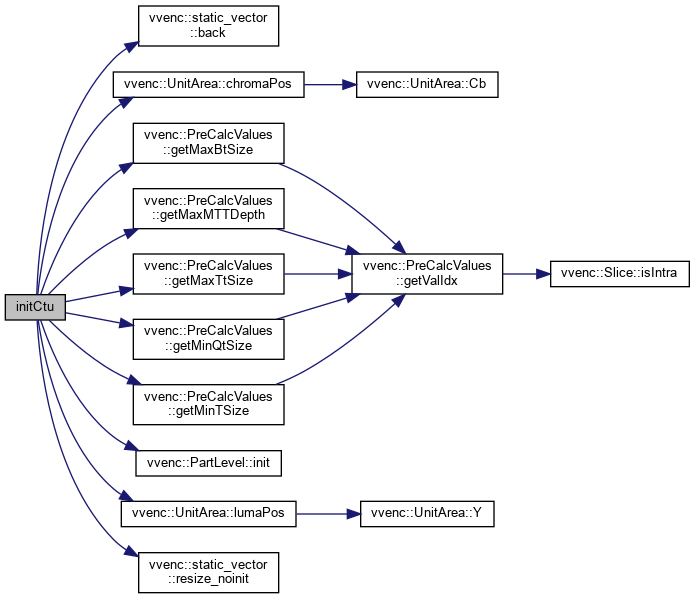 initCtu
vvenc::static_vector
::back
vvenc::UnitArea::chromaPos
vvenc::UnitArea::Cb
vvenc::PreCalcValues
::getMaxBtSize
vvenc::PreCalcValues
::getMaxMTTDepth
vvenc::PreCalcValues
::getMaxTtSize
vvenc::PreCalcValues
::getMinQtSize
vvenc::PreCalcValues
::getMinTSize
vvenc::PreCalcValues
::getValIdx
vvenc::Slice::isIntra
vvenc::PartLevel::init
vvenc::UnitArea::lumaPos
vvenc::UnitArea::Y
vvenc::static_vector
::resize_noinit